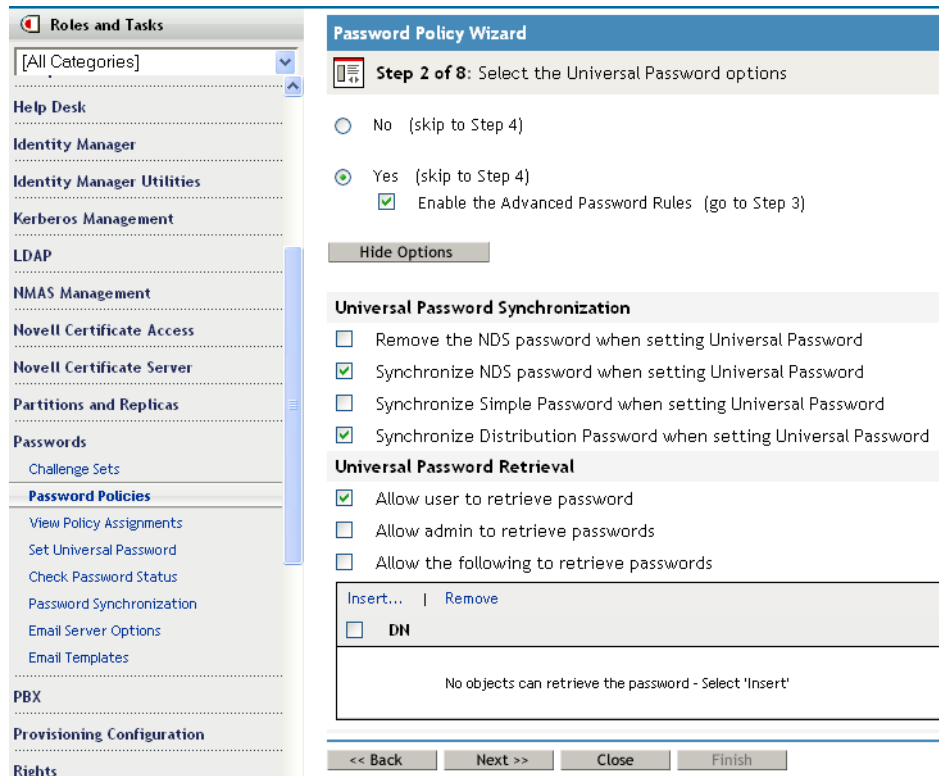 Roles and Tasks
[All Categories]
Help Desk
Identity Manager
Identity Manager Utilities
Kerberos Management
LDAP
NMAS Management
Novell Certificate Access
Novell Certificate Server
Partitions and Replicas
Passwords
Challenge Sets
Password Policies
View Policy Assignments
Set Universal Password
Check Password Status
Password Synchronization
Email Server Options
Email Templates
PBX
Provisioning Configuration
Rights
Password Policy Wizard
Step 2 of 8: Select the Universal Password options
No (skip to Step 4)
Yes (skip to Step 4)
Enable the Advanced Password Rules (go to Step 3)
Hide Options
Universal Password Synchronization
Remove the NDS password when setting Universal Password
Synchronize NDS password when setting Universal Password
Synchronize Simple Password when setting Universal Password
Synchronize Distribution Password when setting Universal Password
Universal Password Retrieval
Allow user to retrieve password
Allow admin to retrieve passwords
Allow the following to retrieve passwords
Insert... | Remove
DN
No objects can retrieve the password - Select 'Insert'
<< Back Next >> Close Finish